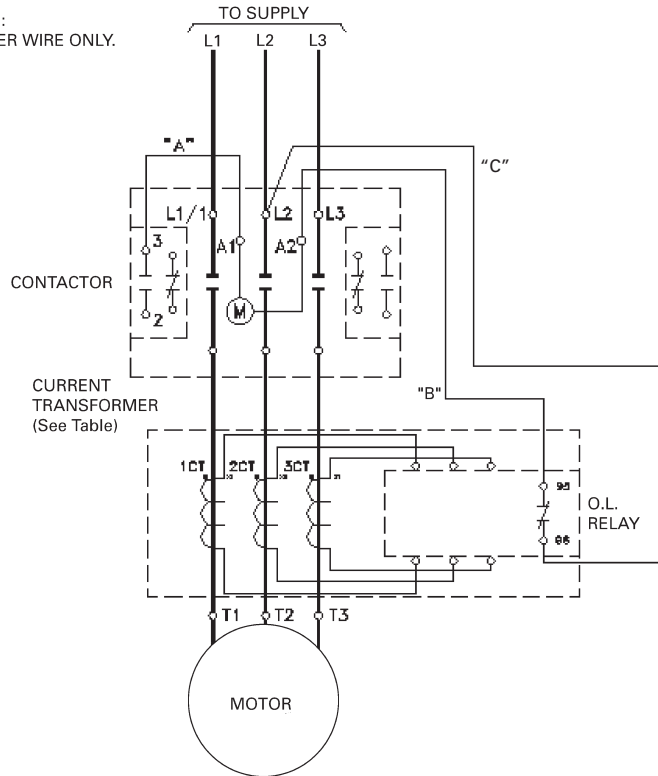 TO SUPPLY
:
ER WIRE ONLY.
L1 L2 L3
"A"
"C"
L1/1 L2 L3
3 A1 A2
CONTACTOR
M
2
CURRENT
TRANSFORMER
(See Table)
"B"
1CT 2CT 3CT
95
O.L.
RELAY
96
T1 T2 T3
MOTOR